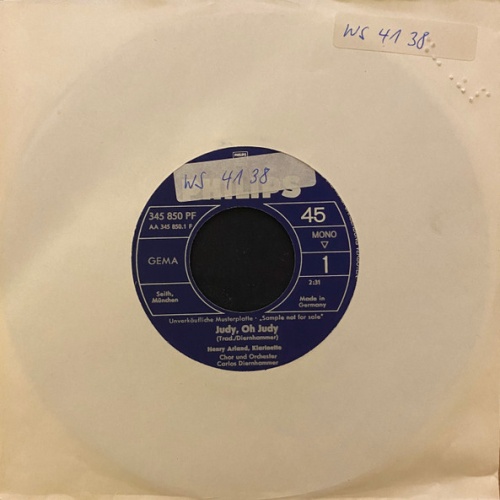 WS 41 38
WS 41 38
PHILIPS
345 850 PF
AA 345 850.1 F
45
MONO
GEMA
1
2:31
Seith,
München
Made in
Germany
Unverkäufliche Musterplatte - „Sample not for sale"
Judy, Oh Judy
(Trad./Diernhammer)
Henry Arland, Klarinette
Chor und Orchester
Carlos Diernhammer